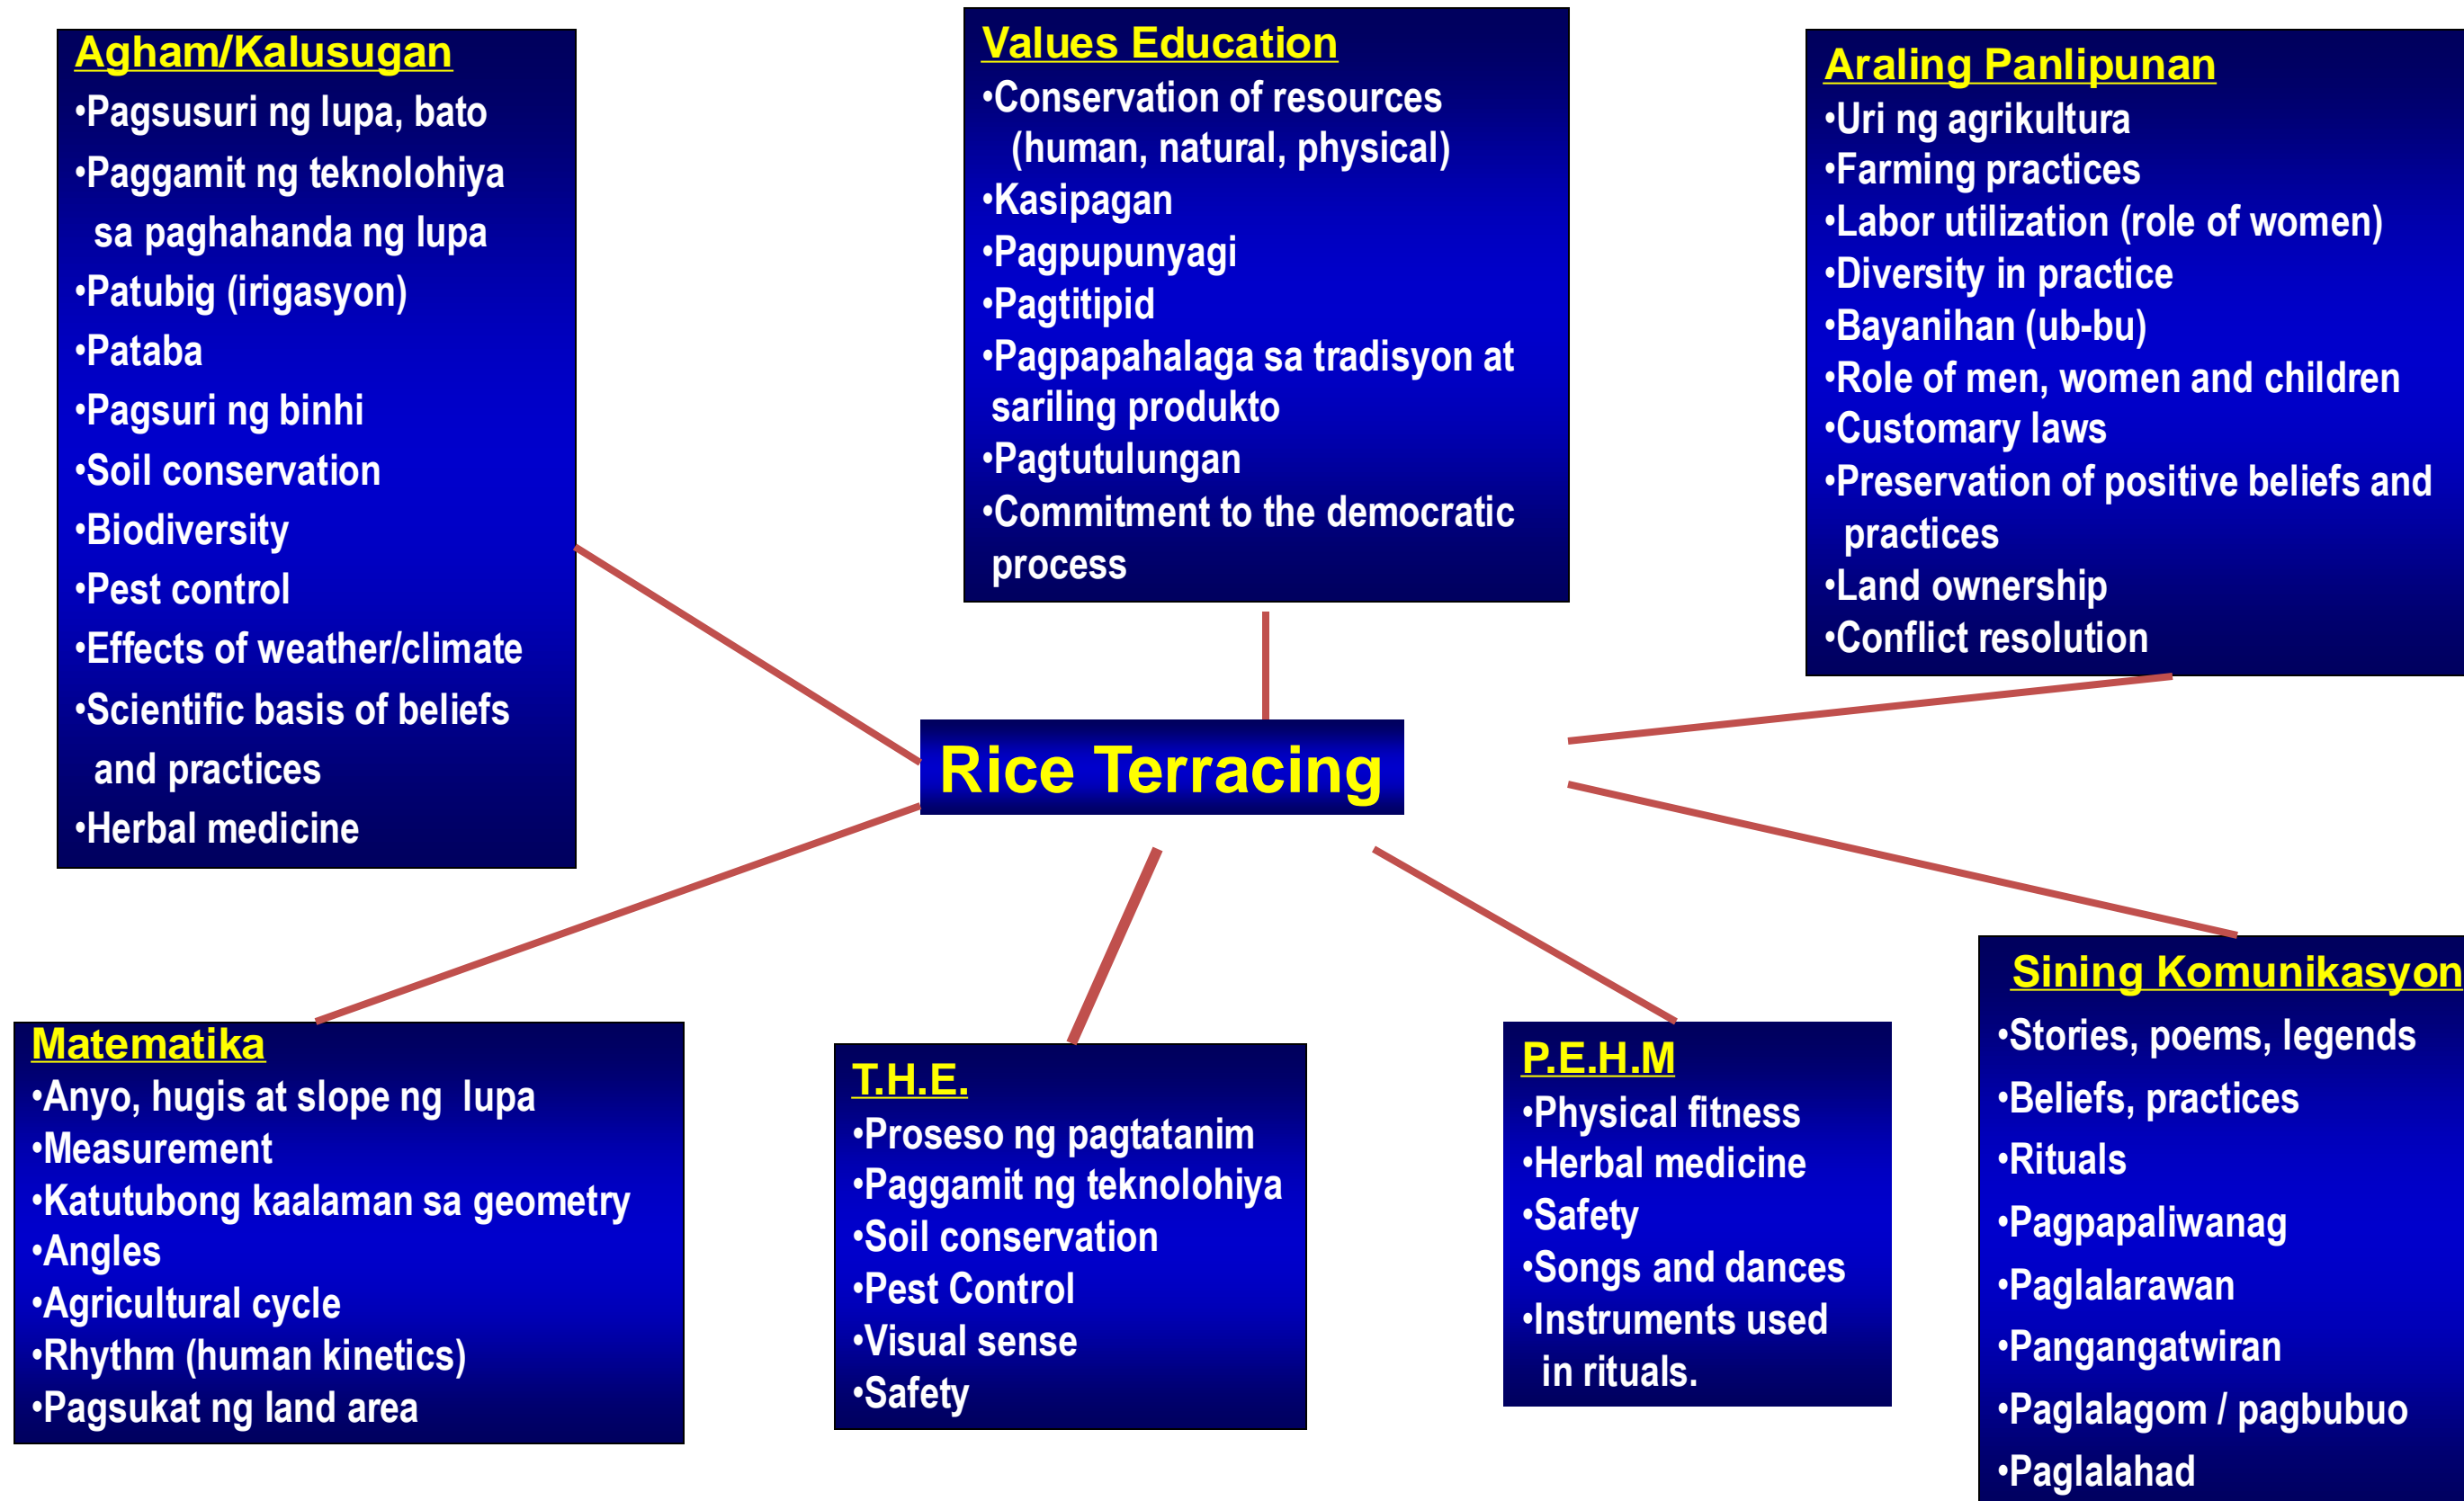 Agham/Kalusugan
•Pagsusuri ng lupa, bato
•Paggamit ng teknolohiya
sa paghahanda ng lupa
•Patubig (irigasyon)
•Pataba
•Pagsuri ng binhi
•Soil conservation
•Biodiversity
•Pest control
•Effects of weather/climate
•Scientific basis of beliefs
and practices
•Herbal medicine
Values Education
•Conservation of resources
(human, natural, physical)
•Kasipagan
•Pagpupunyagi
•Pagtitipid
•Pagpapahalaga sa tradisyon at
sariling produkto
•Pagtutulungan
•Commitment to the democratic
process
Araling Panlipunan
•Uri ng agrikultura
•Farming practices
•Labor utilization (role of women)
•Diversity in practice
•Bayanihan (ub-bu)
•Role of men, women and children
•Customary laws
•Preservation of positive beliefs and
practices
•Land ownership
•Conflict resolution
Rice Terracing
Matematika
•Anyo, hugis at slope ng lupa
•Measurement
•Katutubong kaalaman sa geometry
•Angles
•Agricultural cycle
•Rhythm (human kinetics)
•Pagsukat ng land area
T.H.E.
•Proseso ng pagtatanim
•Paggamit ng teknolohiya
•Soil conservation
•Pest Control
•Visual sense
•Safety
P.E.H.M
•Physical fitness
•Herbal medicine
•Safety
•Songs and dances
•Instruments used
in rituals.
Sining Komunikasyon
•Stories, poems, legends
•Beliefs, practices
•Rituals
•Pagpapaliwanag
•Paglalarawan
•Pangangatwiran
•Paglalagom / pagbubuo
•Paglalahad